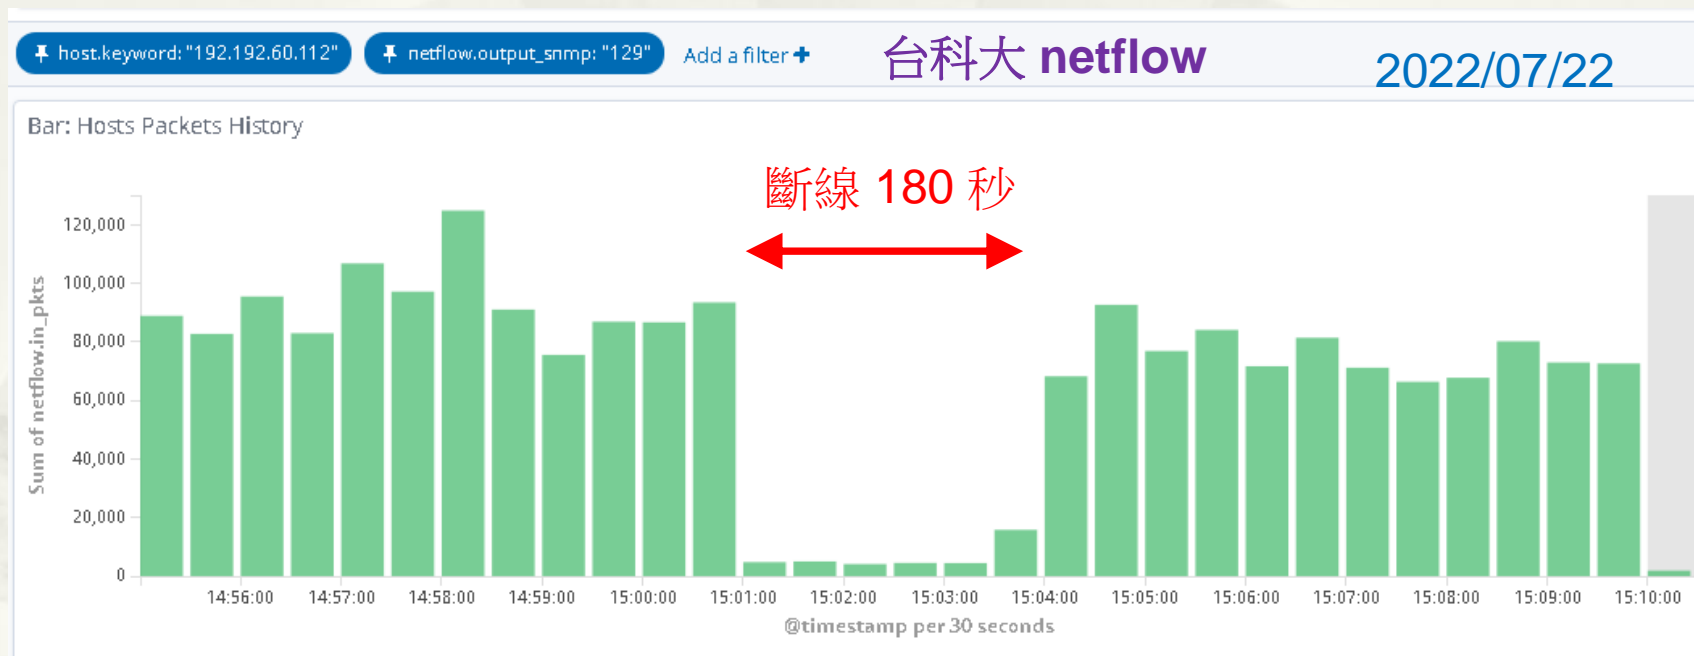 host.keyword: "192.192.60.112" netflow.output_snmp: "129" Add a filter + 台科大 netflow 2022/07/22
Bar: Hosts Packets History
斷線 180 秒
Sum of netflow.in_pkts
120,000
100,000
80,000
60,000
40,000
20,000
0
14:56:00 14:57:00 14:58:00 14:59:00 15:00:00 15:01:00 15:02:00 15:03:00 15:04:00 15:05:00 15:06:00 15:07:00 15:08:00 15:09:00 15:10:00
@timestamp per 30 seconds